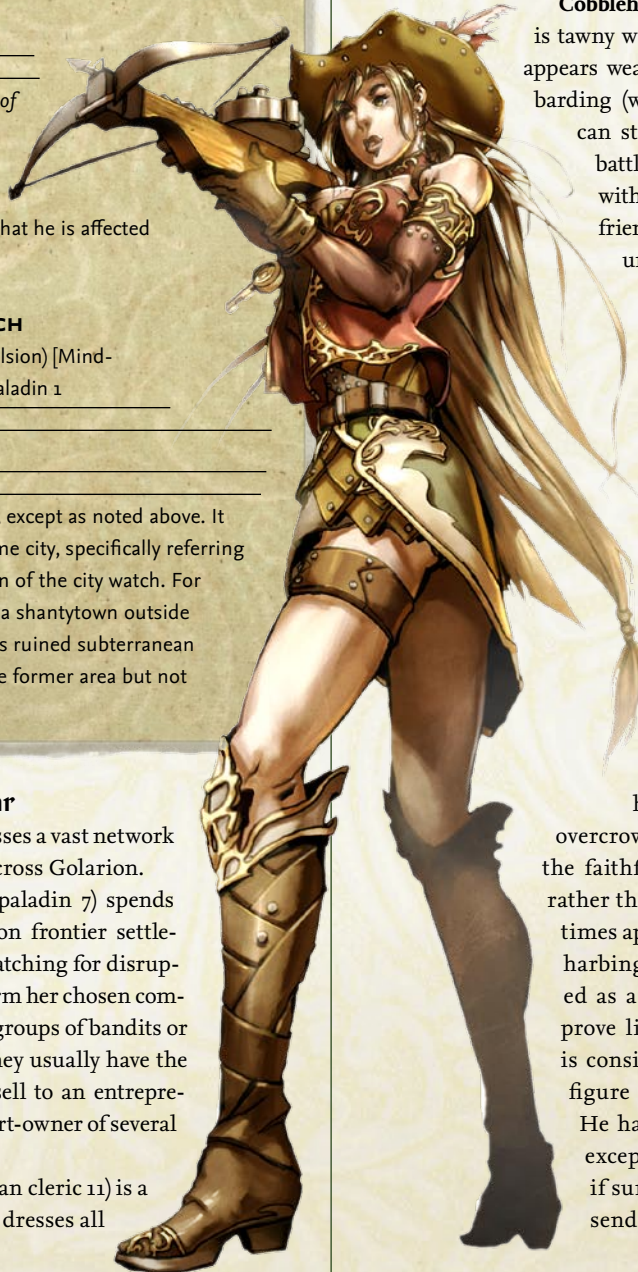 of
hat he is affected
CH
lsion) [Mind-
aladin 1
except as noted above. It
me city, specifically referring
n of the city watch. For
a shantytown outside
s ruined subterranean
e former area but not
ar
sses a vast network
cross Golarion.
paladin 7) spends
on frontier settle-
atching for disrup-
rm her chosen com-
groups of bandits or
ey usually have the
sell to an entrepre-
rt-owner of several
an cleric 11) is a
dresses all
Cobbleh
is tawny w
appears wea
barding (w
can st
battl
with
frien
overcrow
the faithf
rather th
times ap
harbing
ed as a
prove li
is consi
figure
He ha
excep
if sur
send